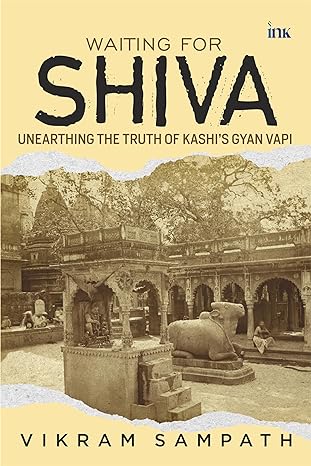 ink
WAITING FOR
SHIVA
UNEARTHING THE TRUTH OF KASHI'S GYAN VAPI
VIKRAM SAMPATH